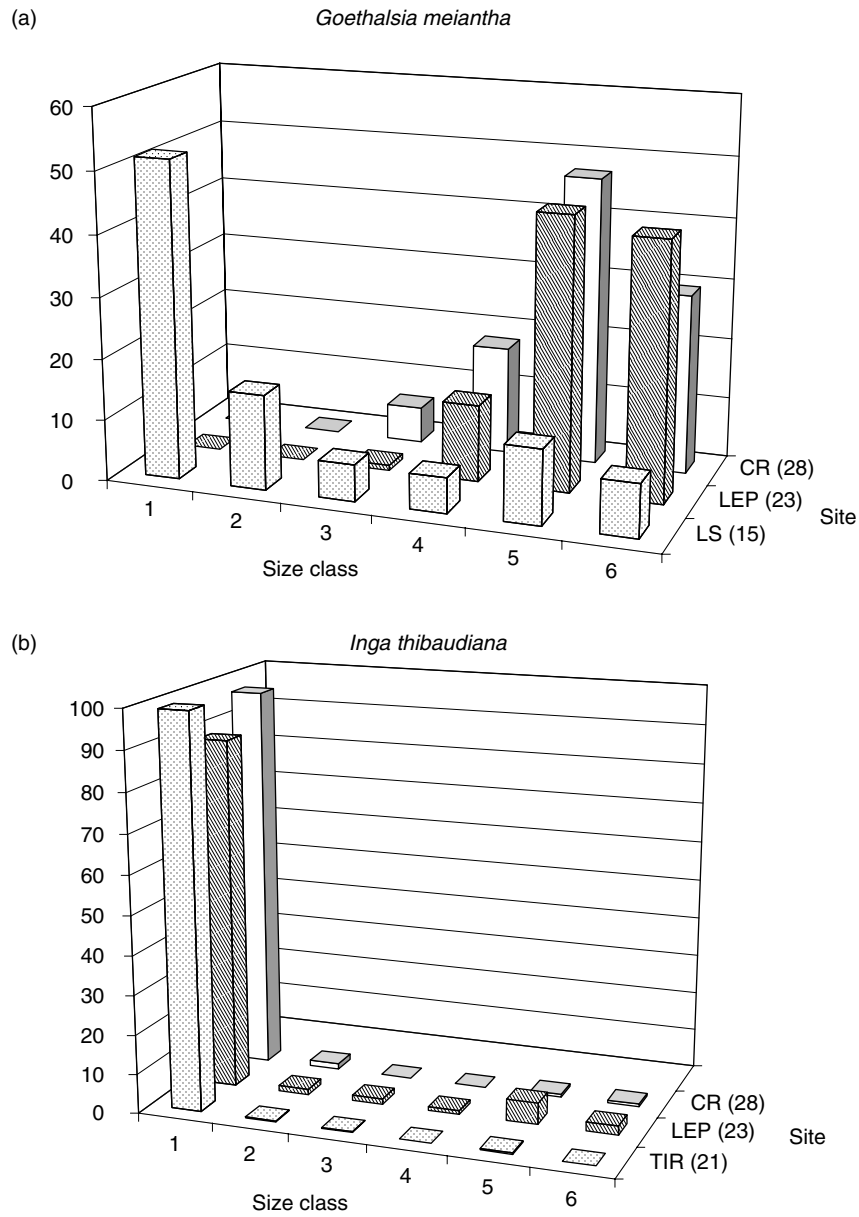 (a)
Goethalsia meiantha
60
50
40
30
20
10
0
1
2
3
4
5
6
Size class
CR (28)
LEP (23)
LS (15)
Site
(b)
Inga thibaudiana
100
90
80
70
60
50
40
30
20
10
0
1
2
3
4
5
6
Size class
CR (28)
LEP (23)
TIR (21)
Site